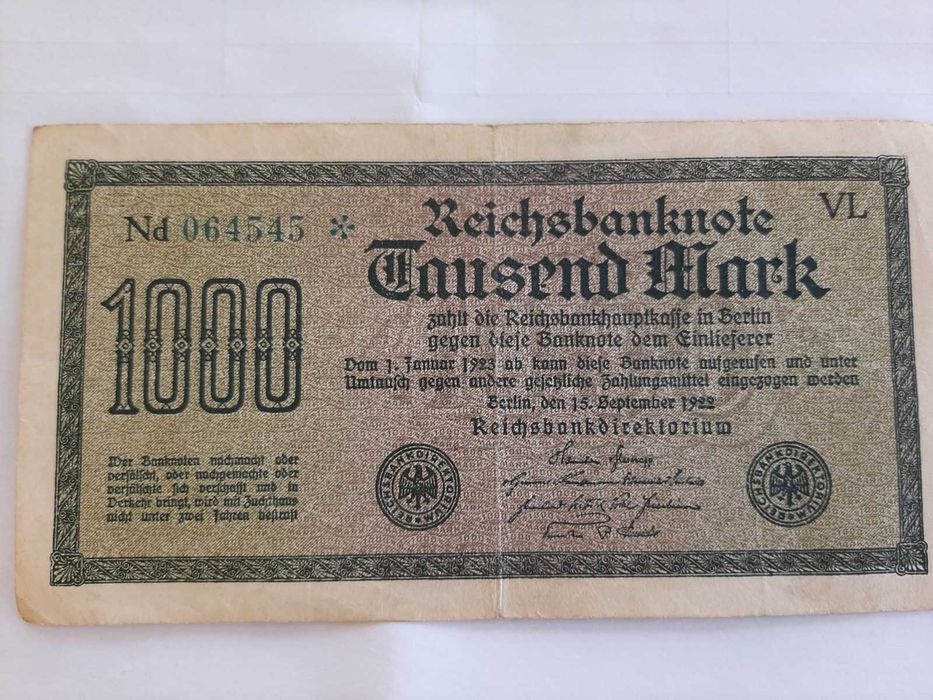 Nd 064545 *
VL
Reichsbanknote
Tausend Mark
zahlt die Reichsbankhauptkasse in Berlin
gegen diese Banknote dem Einlieferer
Vom 1. Januar 1923 ab kann diese Banknote aufgerufen und unter
Umtausch gegen andere gesetzliche Zahlungsmittel eingezogen werden
Berlin, den 15. September 1922
Reichsbankdirektorium
1000
Wer Banknoten nachmacht oder
verfälscht, oder nachgemachte oder
verfälschte sich verschafft und in
Verkehr bringt, wird mit Zuchthaus
nicht unter zwei Jahren bestraft
REICHSBANKDIREKTORIUM
REICHSBANKDIREKTORIUM